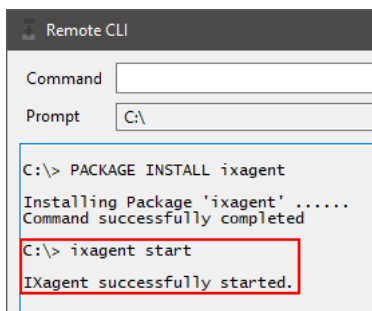 Remote CLI
Command
Prompt C:\
C:\> PACKAGE INSTALL ixagent
Installing Package 'ixagent' ......
Command successfully completed
C:\> ixagent start
IXagent successfully started.